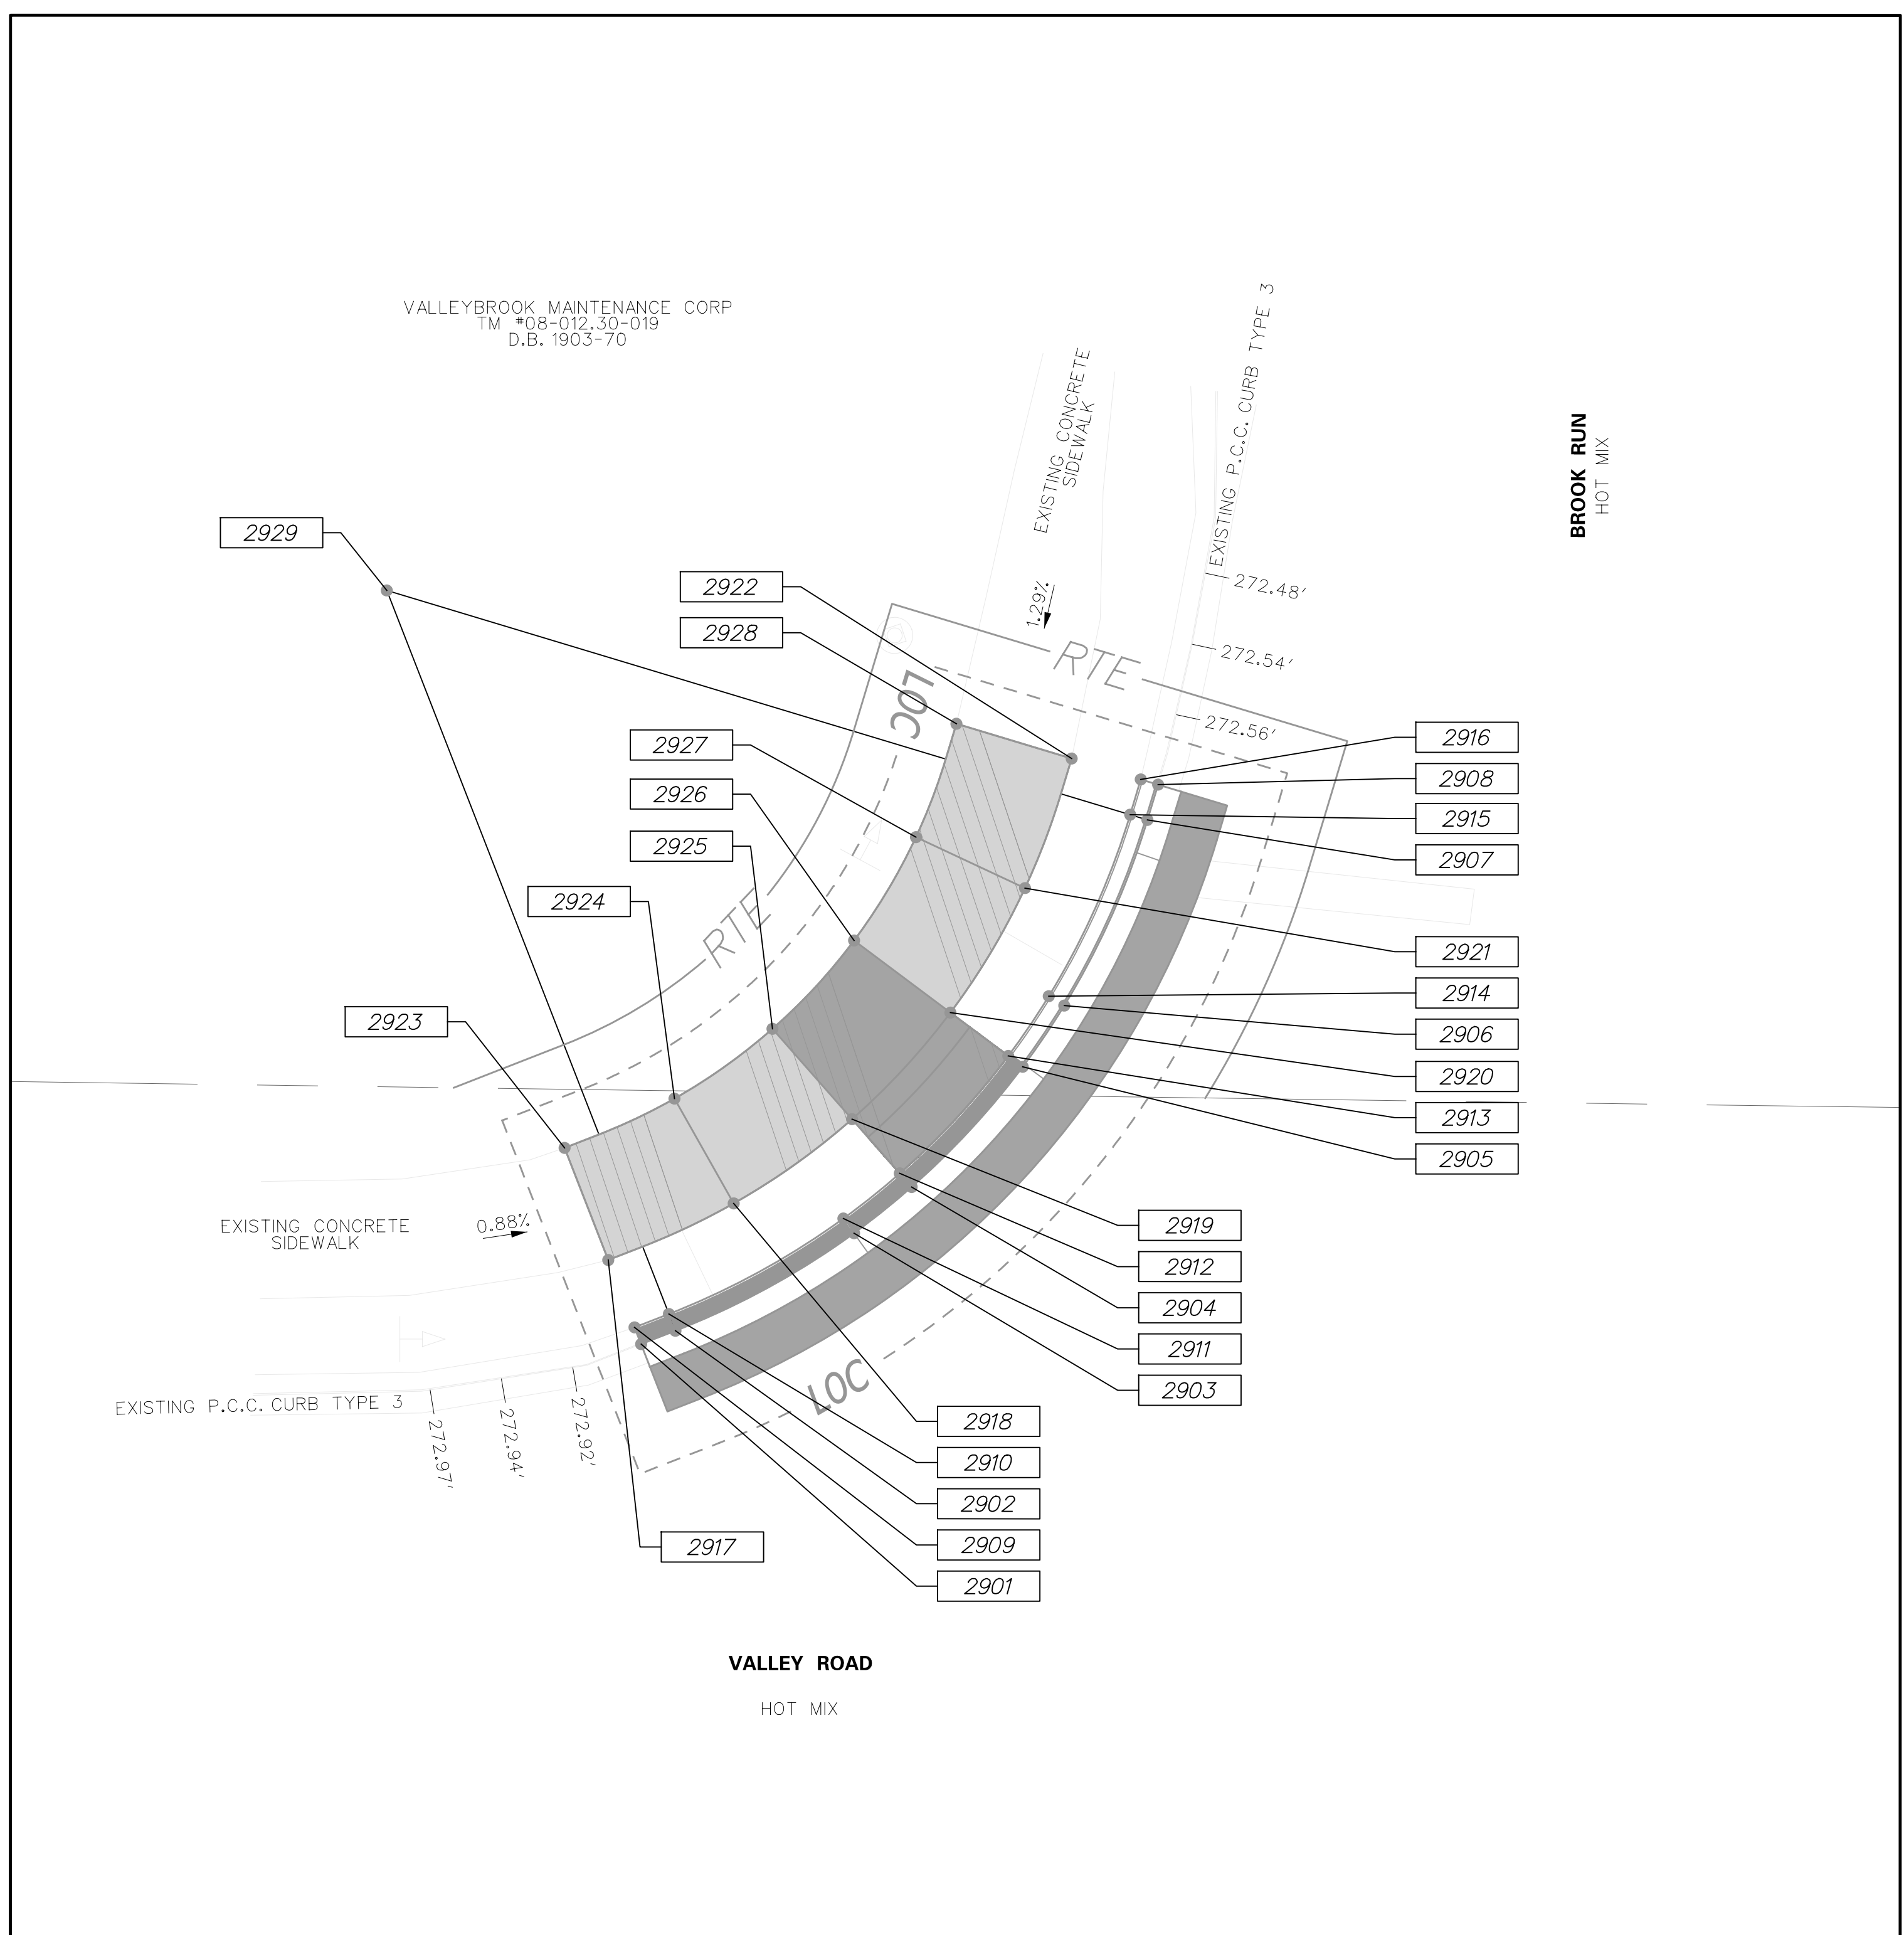 VALLEYBROOK MAINTENANCE CORP
TM #08-012.30-019
D.B. 1903-70
EXISTING CONCRETE
SIDEWALK
EXISTING P.C.C. CURB TYPE 3
BROOK RUN
HOT MIX
2929
2922
2928
1.29%
272.48'
272.54'
272.56'
RTE
LOC
2927
2926
2925
2924
2923
RTE
2916
2908
2915
2907
2921
2914
2906
2920
2913
2905
EXISTING CONCRETE
SIDEWALK
0.88%
EXISTING P.C.C. CURB TYPE 3
272.97'
272.94'
272.92'
LOC
2919
2912
2904
2911
2903
2918
2910
2902
2909
2901
2917
VALLEY ROAD
HOT MIX